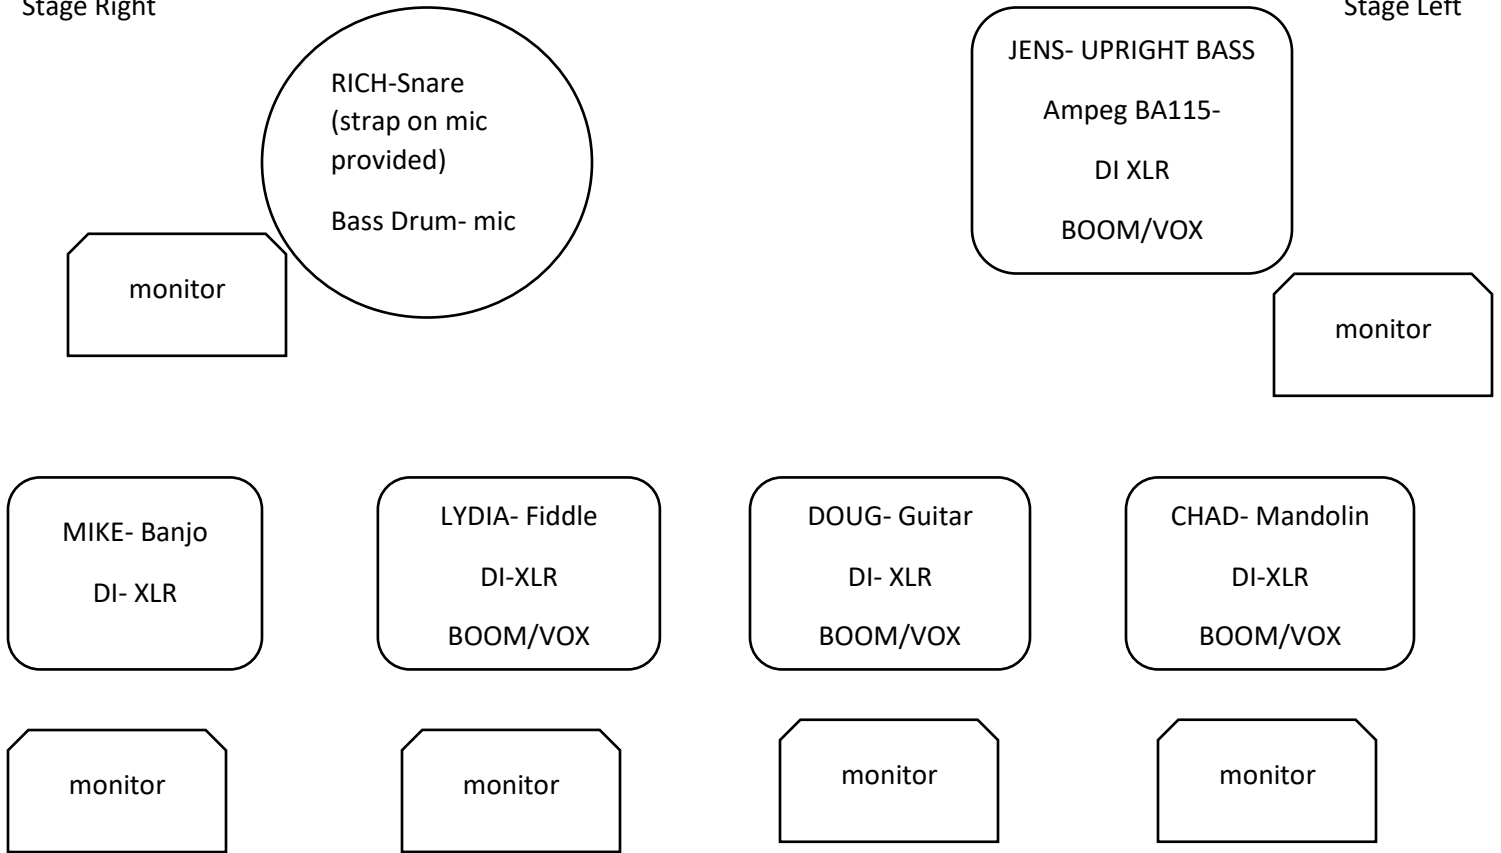 Stage Right
Stage Left
RICH-Snare
(strap on mic
provided)
Bass Drum- mic
JENS- UPRIGHT BASS
Ampeg BA115-
DI XLR
BOOM/VOX
monitor
monitor
MIKE- Banjo
DI- XLR
LYDIA- Fiddle
DI-XLR
BOOM/VOX
DOUG- Guitar
DI- XLR
BOOM/VOX
CHAD- Mandolin
DI-XLR
BOOM/VOX
monitor
monitor
monitor
monitor